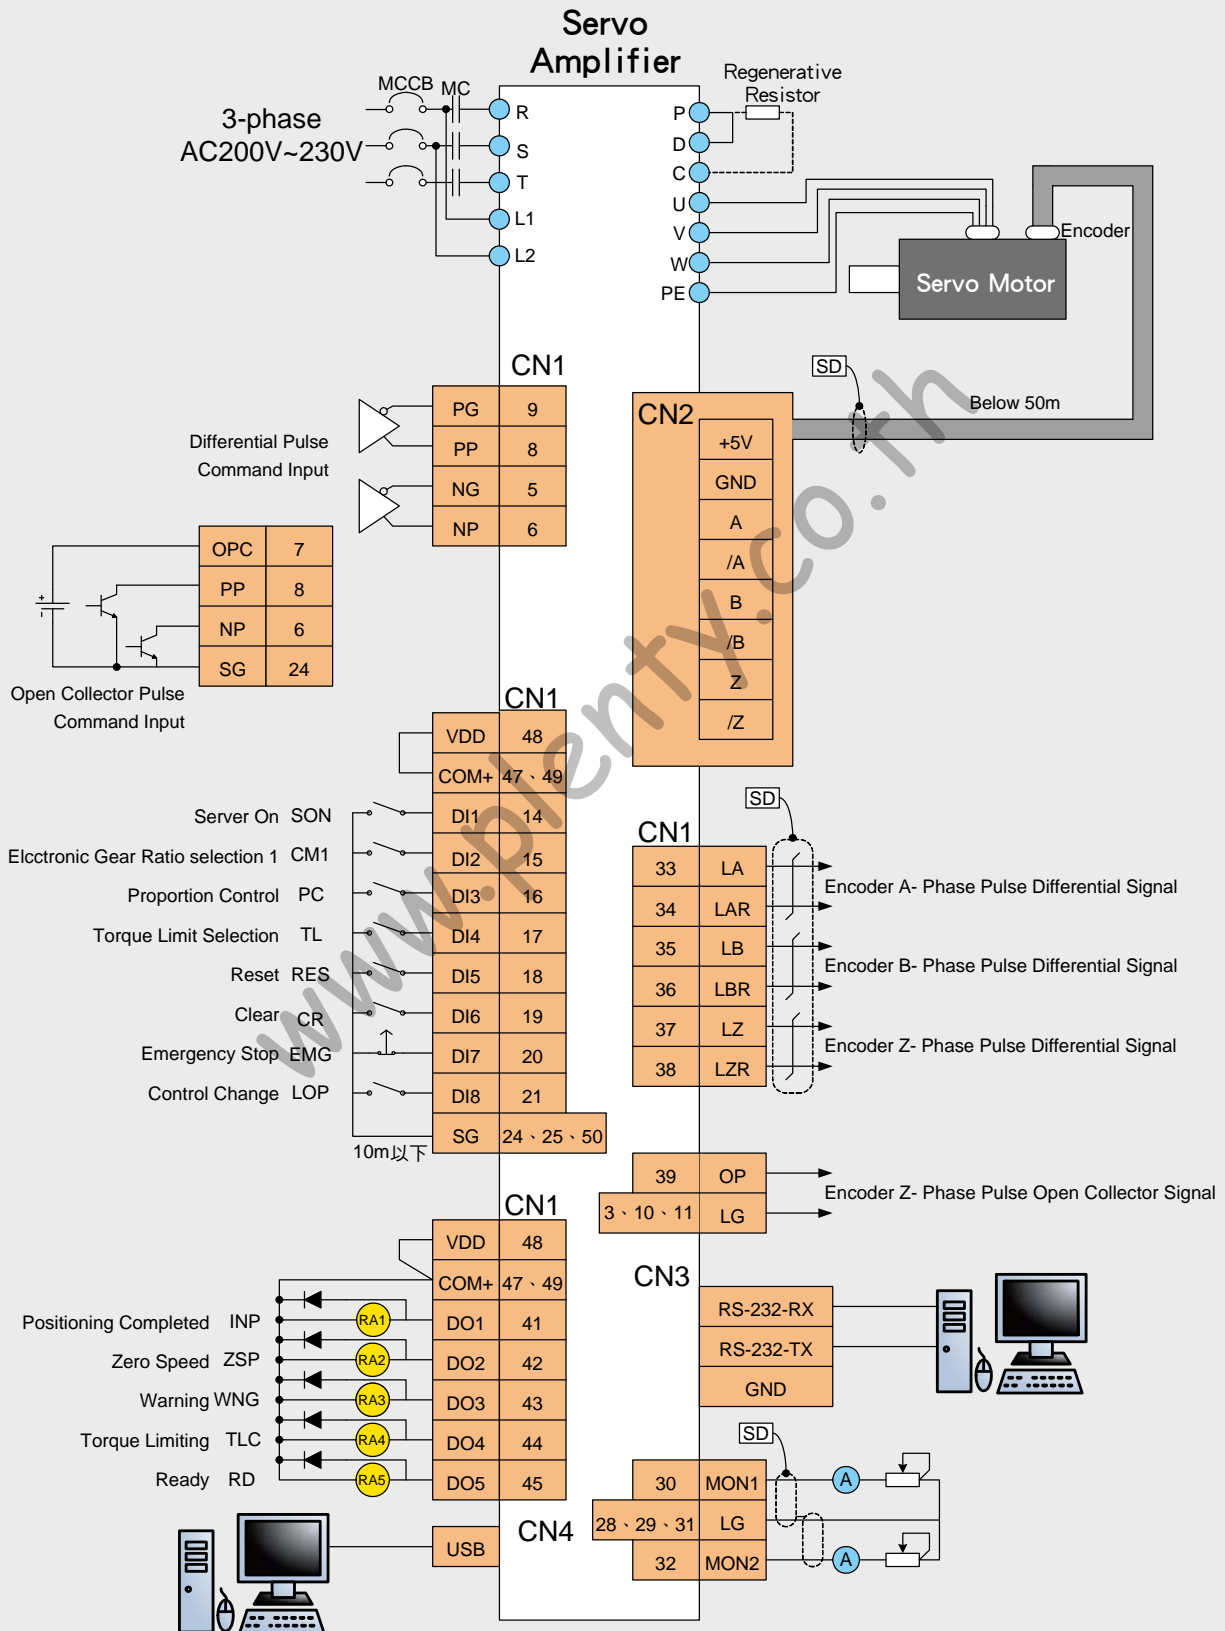 Servo
Amplifier
MCCB
MC
3-phase
AC200V~230V
R
S
T
L1
L2
P
D
C
U
V
W
PE
Regenerative
Resistor
Encoder
Servo Motor
SD
Below 50m
CN1
PG 9
PP 8
NG 5
NP 6
Differential Pulse
Command Input
OPC 7
PP 8
NP 6
SG 24
+
-
Open Collector Pulse
Command Input
CN2
+5V
GND
A
/A
B
/B
Z
/Z
CN1
VDD 48
COM+ 47、49
Server On SON DI1 14
Elcctronic Gear Ratio selection 1 CM1 DI2 15
Proportion Control PC DI3 16
Torque Limit Selection TL DI4 17
Reset RES DI5 18
Clear CR DI6 19
Emergency Stop EMG DI7 20
Control Change LOP DI8 21
SG 24、25、50
10m以下
SD
CN1
33 LA
34 LAR
Encoder A- Phase Pulse Differential Signal
35 LB
36 LBR
Encoder B- Phase Pulse Differential Signal
37 LZ
38 LZR
Encoder Z- Phase Pulse Differential Signal
39 OP
3、10、11 LG
Encoder Z- Phase Pulse Open Collector Signal
CN1
VDD 48
COM+ 47、49
Positioning Completed INP RA1 DO1 41
Zero Speed ZSP RA2 DO2 42
Warning WNG RA3 DO3 43
Torque Limiting TLC RA4 DO4 44
Ready RD RA5 DO5 45
CN3
RS-232-RX
RS-232-TX
GND
SD
30 MON1 A
28、29、31 LG
32 MON2 A
CN4
USB
www.plenty.co.th